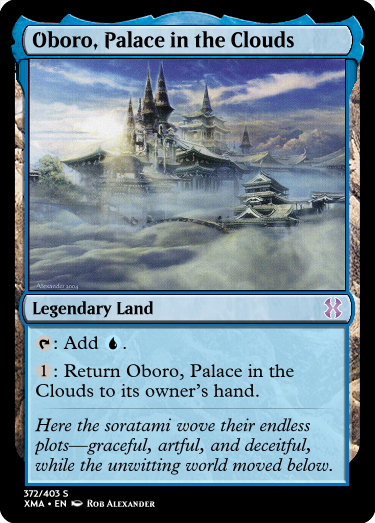 Oboro, Palace in the Clouds
Alexander 2004
Legendary Land
: Add .
1: Return Oboro, Palace in the
Clouds to its owner's hand.
Here the soratami wove their endless
plots—graceful, artful, and deceitful,
while the unwitting world moved below.
372/403 S
XMA • EN Rob Alexander